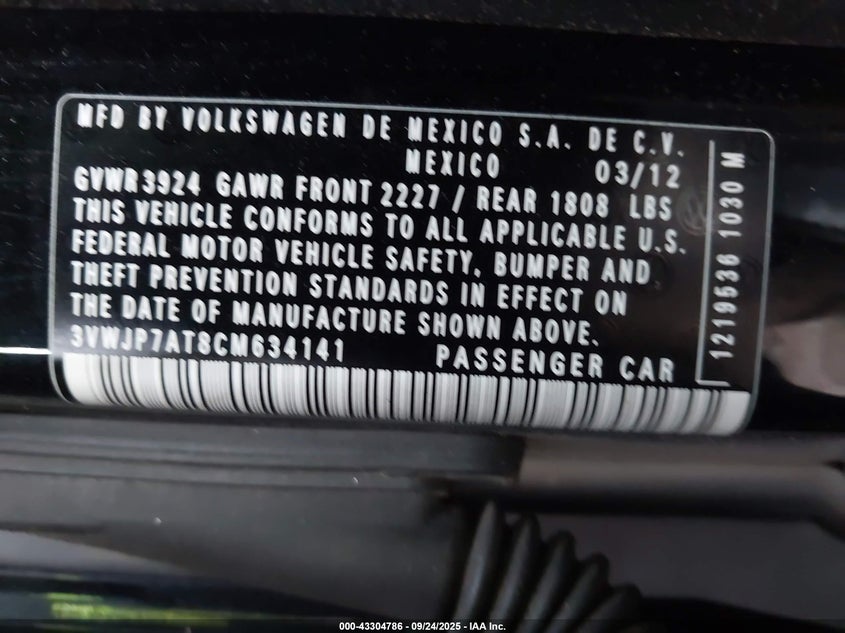 MFD BY VOLKSWAGEN DE MEXICO S.A. DE C.V.
MEXICO 03/12
GVWR 3924 GAWR FRONT 2227 / REAR 1808 LBS
THIS VEHICLE CONFORMS TO ALL APPLICABLE U.S.
FEDERAL MOTOR VEHICLE SAFETY, BUMPER AND
THEFT PREVENTION STANDARDS IN EFFECT ON
THE DATE OF MANUFACTURE SHOWN ABOVE.
3VWJP7AT8CM634141 PASSENGER CAR
1219536 1030 M
000-43304786 - 09/24/2025 - IAA Inc.